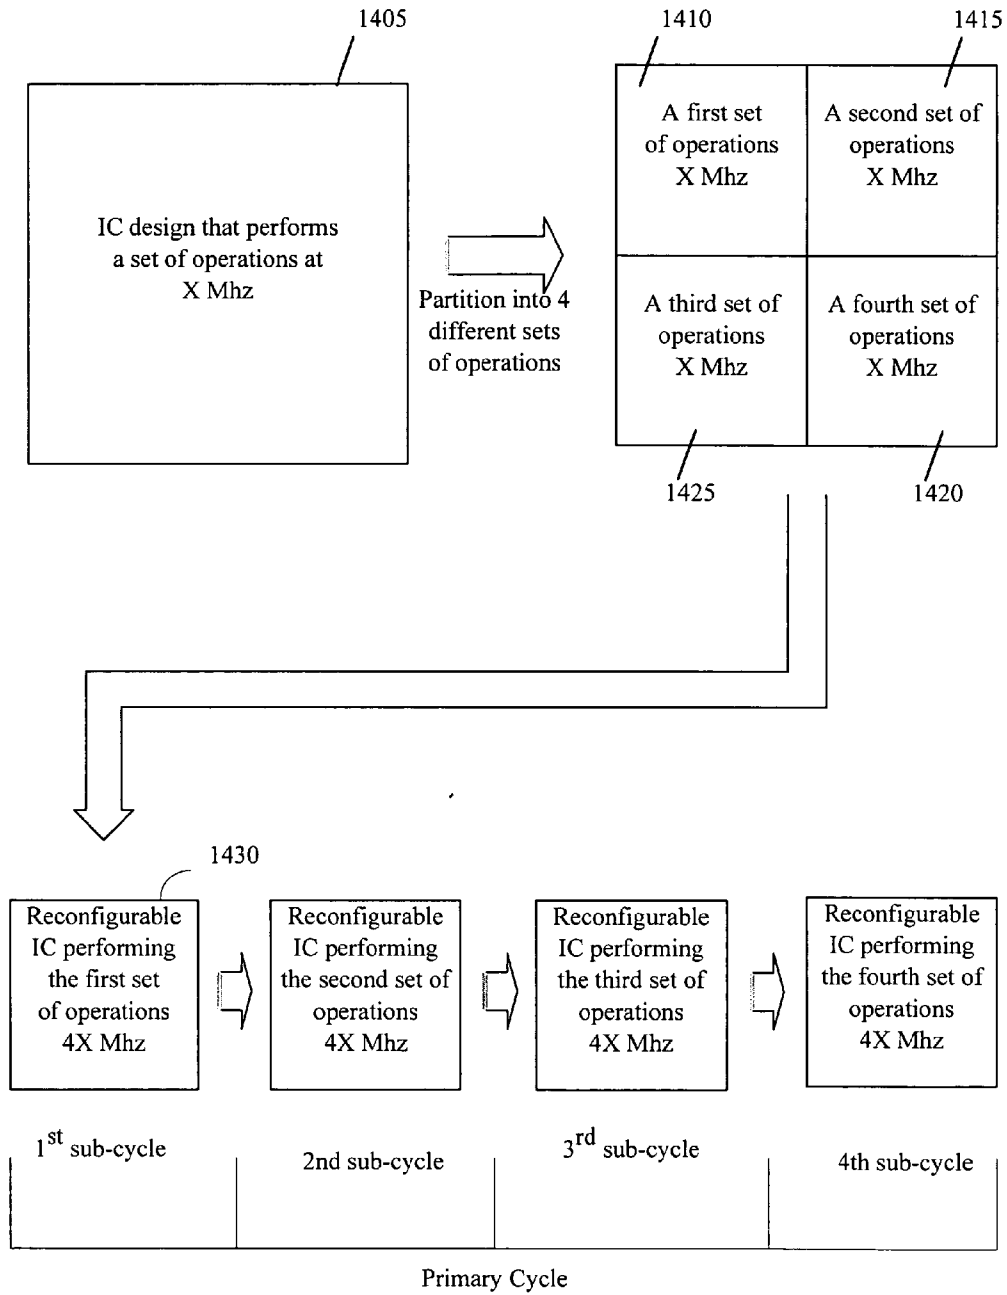 1405
1410
1415
IC design that performs
a set of operations at
X Mhz
Partition into 4
different sets
of operations
A first set
of operations
X Mhz
A second set of
operations
X Mhz
A third set of
operations
X Mhz
A fourth set of
operations
X Mhz
1425
1420
1430
Reconfigurable
IC performing
the first set
of operations
4X Mhz
Reconfigurable
IC performing
the second set of
operations
4X Mhz
Reconfigurable
IC performing
the third set of
operations
4X Mhz
Reconfigurable
IC performing
the fourth set of
operations
4X Mhz
1st sub-cycle
2nd sub-cycle
3rd sub-cycle
4th sub-cycle
Primary Cycle